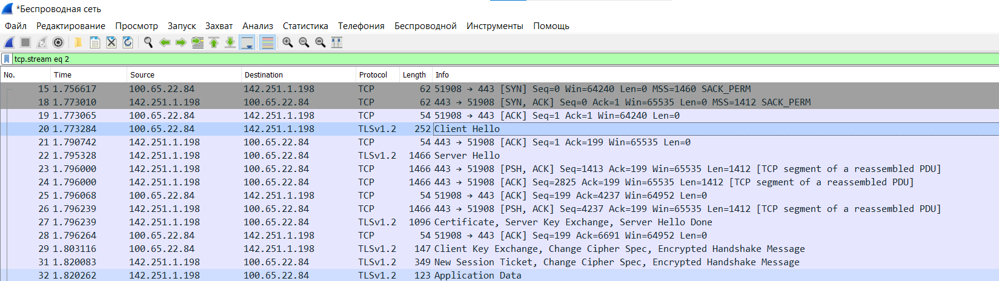 *Беспроводная сеть
Файл Редактирование Просмотр Запуск Захват Анализ Статистика Телефония Беспроводной Инструменты Помощь
tcp.stream eq 2
No. Time Source Destination Protocol Length Info
15 1.756617 100.65.22.84 142.251.1.198 TCP 62 51908 → 443 [SYN] Seq=0 Win=64240 Len=0 MSS=1460 SACK_PERM
18 1.773010 142.251.1.198 100.65.22.84 TCP 62 443 → 51908 [SYN, ACK] Seq=0 Ack=1 Win=65535 Len=0 MSS=1412 SACK_PERM
19 1.773065 100.65.22.84 142.251.1.198 TCP 54 51908 → 443 [ACK] Seq=1 Ack=1 Win=64240 Len=0
20 1.773284 100.65.22.84 142.251.1.198 TLSv1.2 252 Client Hello
21 1.790742 142.251.1.198 100.65.22.84 TCP 54 443 → 51908 [ACK] Seq=1 Ack=199 Win=65535 Len=0
22 1.795328 142.251.1.198 100.65.22.84 TLSv1.2 1466 Server Hello
23 1.796000 142.251.1.198 100.65.22.84 TCP 1466 443 → 51908 [PSH, ACK] Seq=1413 Ack=199 Win=65535 Len=1412 [TCP segment of a reassembled PDU]
24 1.796000 142.251.1.198 100.65.22.84 TCP 1466 443 → 51908 [ACK] Seq=2825 Ack=199 Win=65535 Len=1412 [TCP segment of a reassembled PDU]
25 1.796068 100.65.22.84 142.251.1.198 TCP 54 51908 → 443 [ACK] Seq=199 Ack=4237 Win=64952 Len=0
26 1.796239 142.251.1.198 100.65.22.84 TCP 1466 443 → 51908 [PSH, ACK] Seq=4237 Ack=199 Win=65535 Len=1412 [TCP segment of a reassembled PDU]
27 1.796239 142.251.1.198 100.65.22.84 TLSv1.2 1096 Certificate, Server Key Exchange, Server Hello Done
28 1.796264 100.65.22.84 142.251.1.198 TCP 54 51908 → 443 [ACK] Seq=199 Ack=6691 Win=64952 Len=0
29 1.803116 100.65.22.84 142.251.1.198 TLSv1.2 147 Client Key Exchange, Change Cipher Spec, Encrypted Handshake Message
31 1.820083 142.251.1.198 100.65.22.84 TLSv1.2 349 New Session Ticket, Change Cipher Spec, Encrypted Handshake Message
32 1.820262 142.251.1.198 100.65.22.84 TLSv1.2 123 Application Data